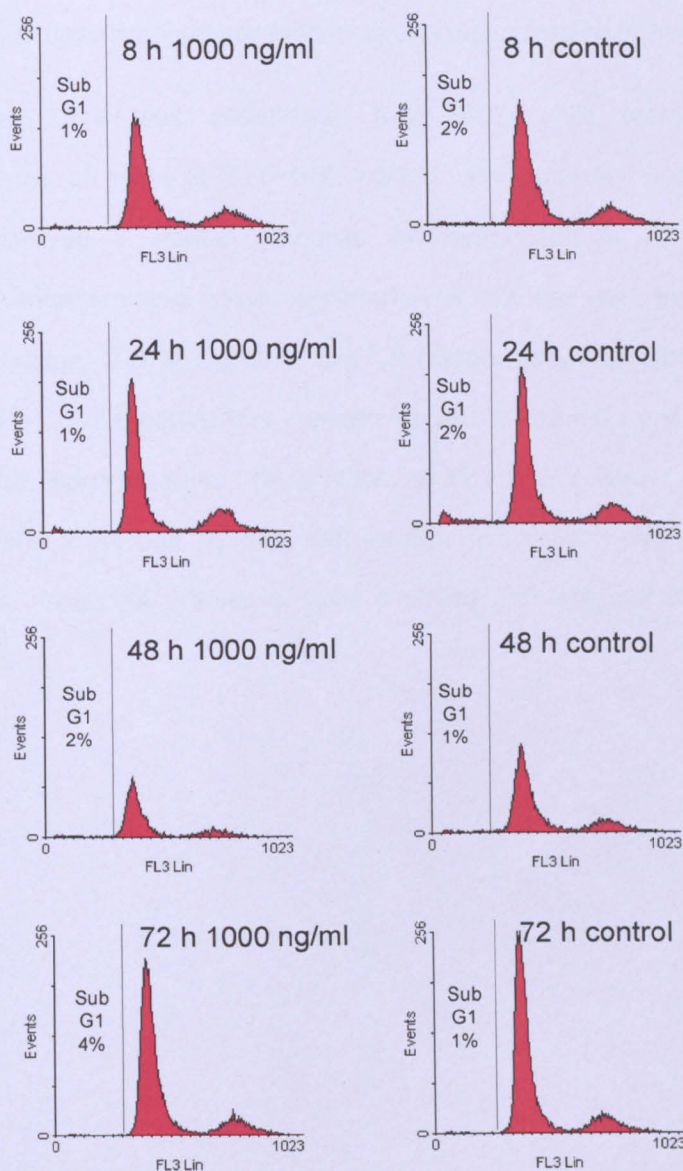 256
8 h 1000 ng/ml
Sub
G1
1%
Events
0
0
1023
FL3 Lin
256
8 h control
Sub
G1
2%
Events
0
0
1023
FL3 Lin
256
24 h 1000 ng/ml
Sub
G1
1%
Events
0
0
1023
FL3 Lin
256
24 h control
Sub
G1
2%
Events
0
0
1023
FL3 Lin
256
48 h 1000 ng/ml
Sub
G1
2%
Events
0
0
1023
FL3 Lin
256
48 h control
Sub
G1
1%
Events
0
0
1023
FL3 Lin
256
72 h 1000 ng/ml
Sub
G1
4%
Events
0
0
1023
FL3 Lin
256
72 h control
Sub
G1
1%
Events
0
0
1023
FL3 Lin